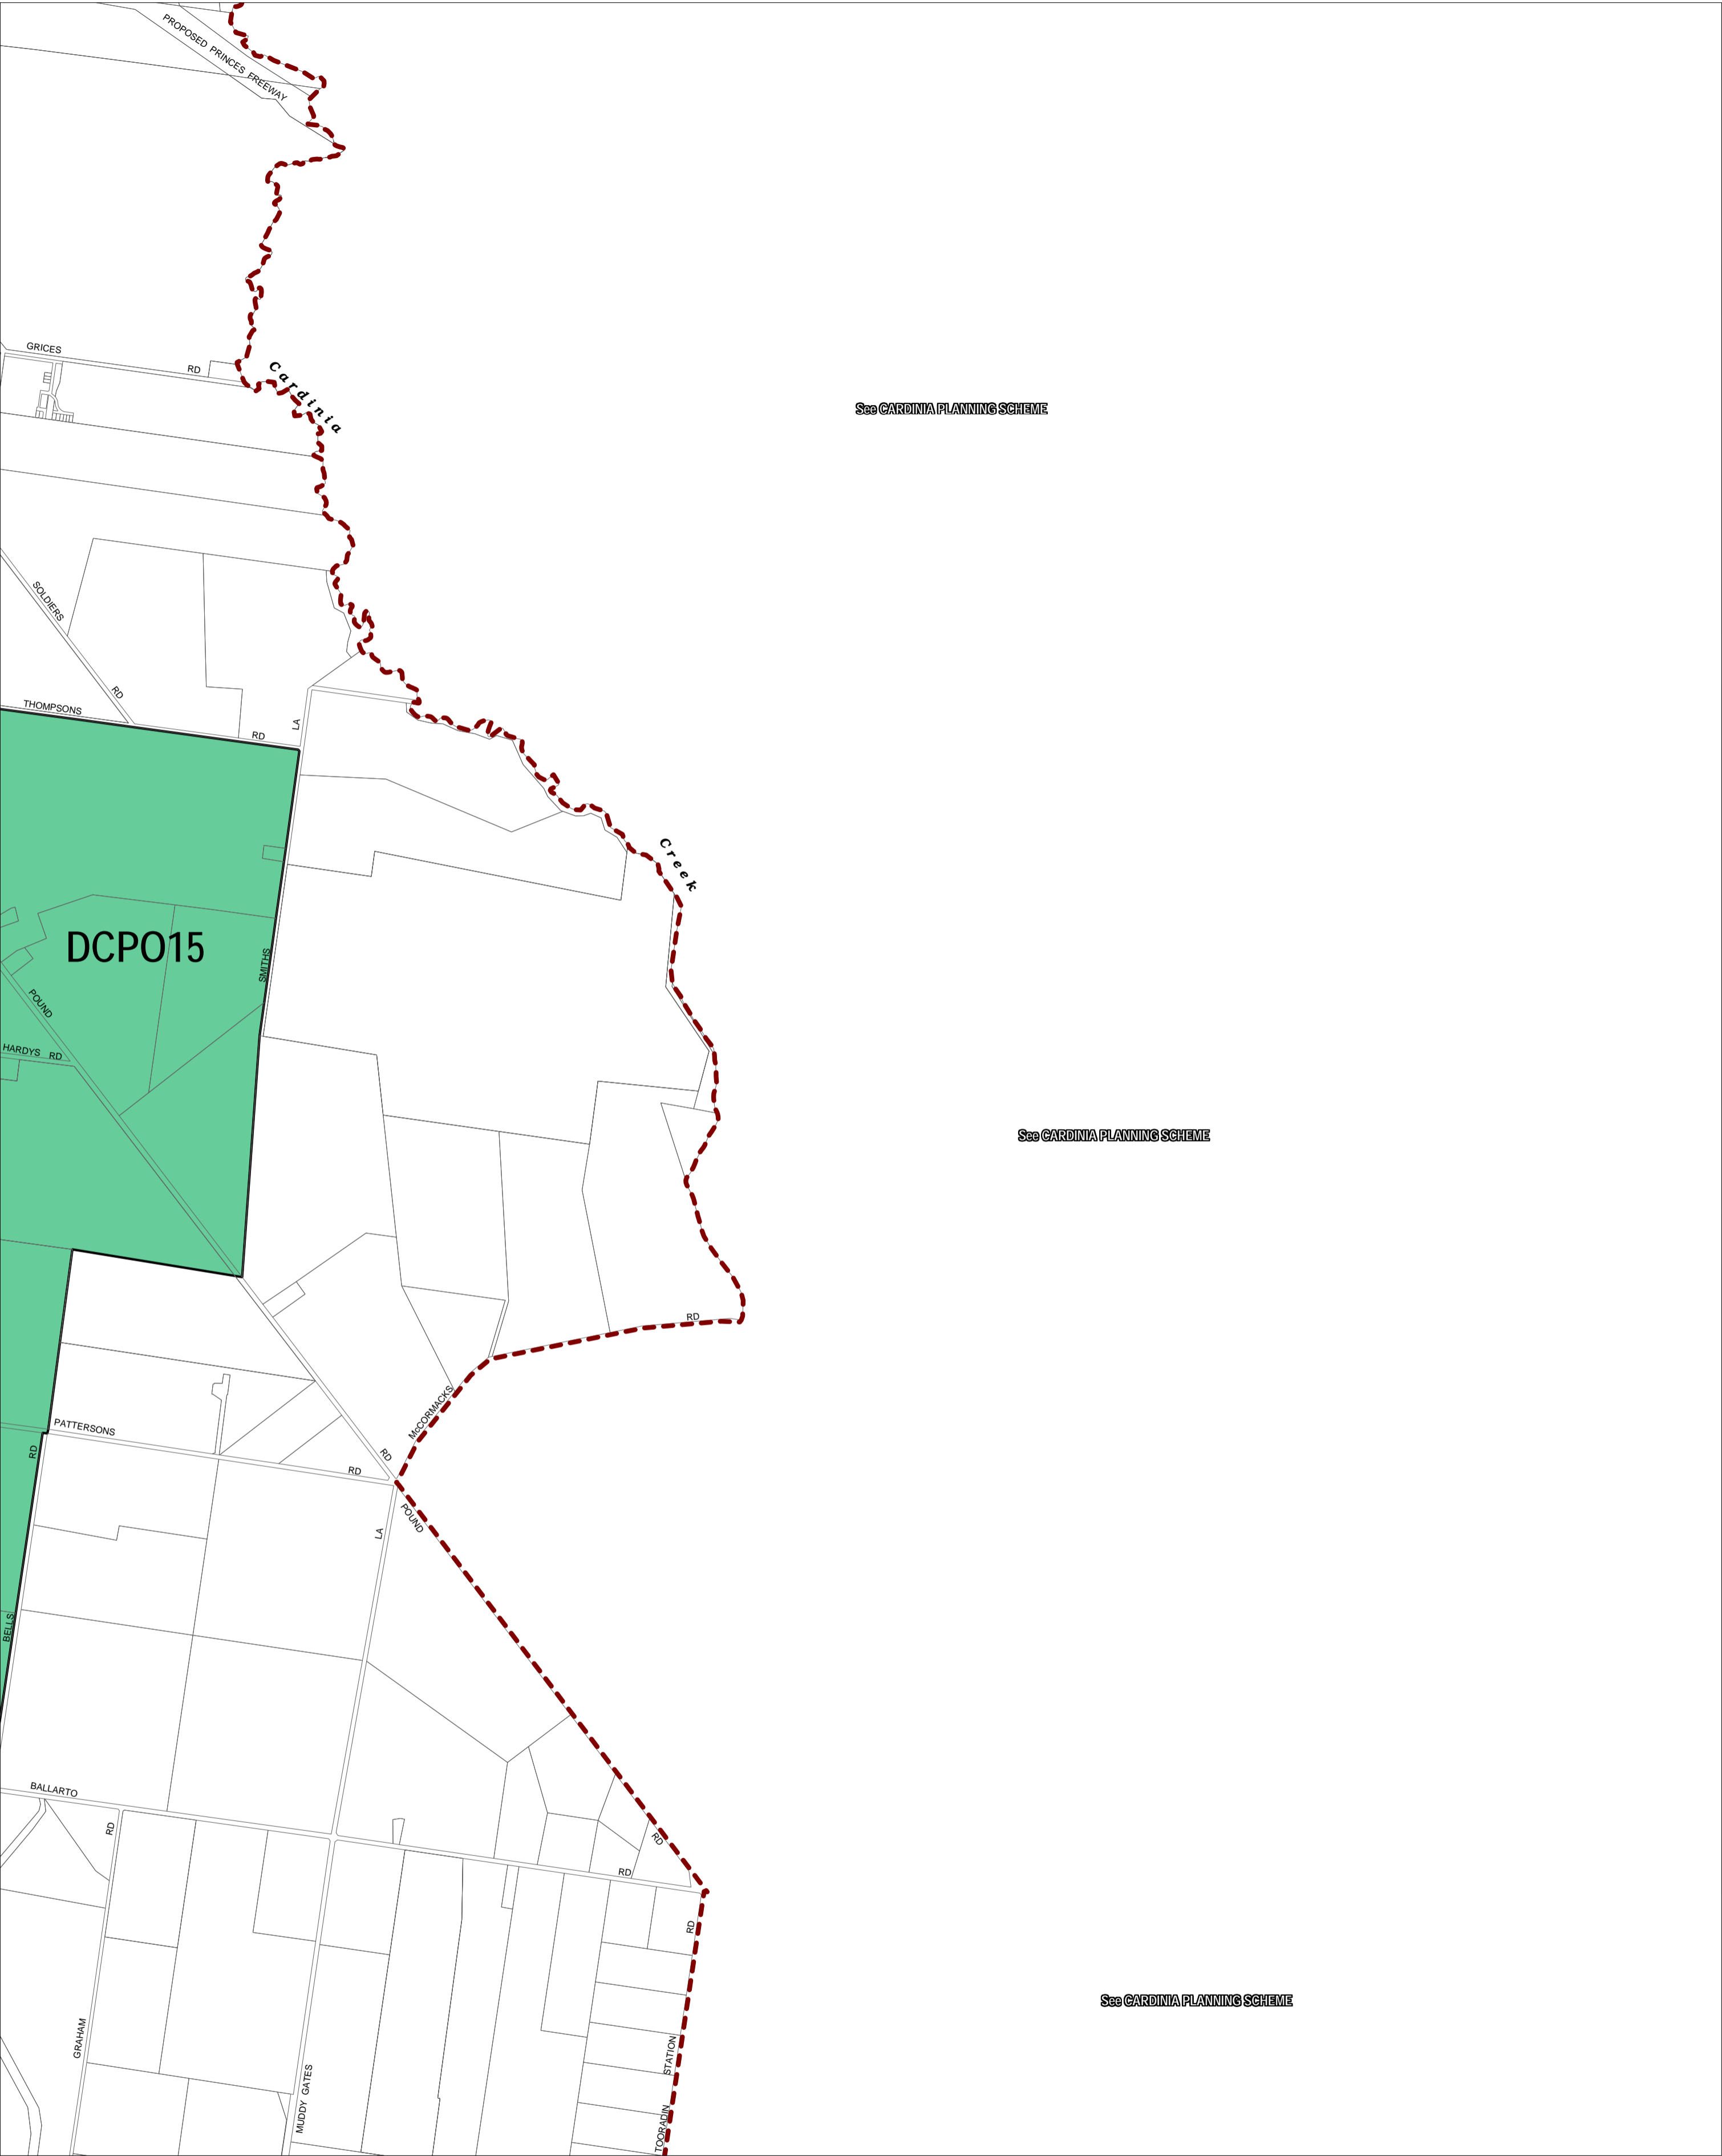 PROPOSED PRINCES FREEWAY
GRICES
RD
Cardinia
See CARDINIA PLANNING SCHEME
SOLDIERS
RD
THOMPSONS
RD
LA
Creek
DCPO15
SMITHS
POUND
HARDYS RD
See CARDINIA PLANNING SCHEME
RD
McCORMACKS
PATTERSONS
RD
RD
RD
POUND
LA
BELLS
BALLARTO
RD
RD
RD
RD
See CARDINIA PLANNING SCHEME
GRAHAM
STATION
MUDDY GATES
TOORADIN